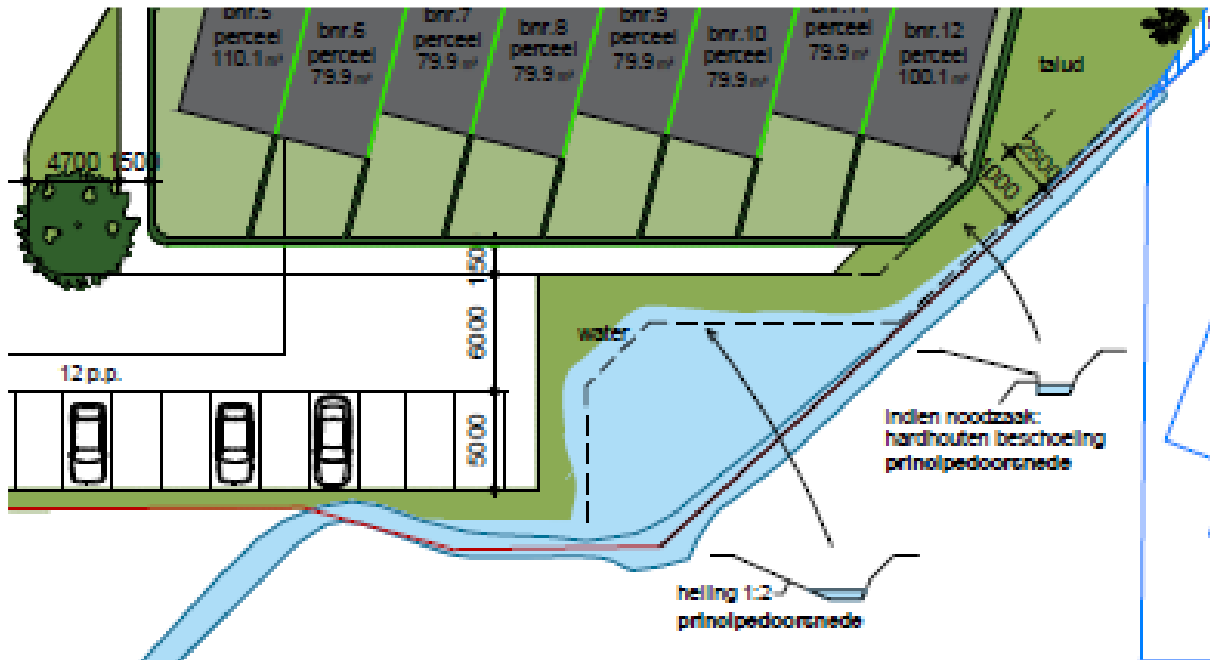 bnr.5
perceel
110.1 m²
bnr.6
perceel
79.9 m²
bnr.7
perceel
79.9 m²
bnr.8
perceel
79.9 m²
bnr.9
perceel
79.9 m²
bnr.10
perceel
79.9 m²
perceel
79.9 m²
bnr.12
perceel
100.1 m²
talud
4700 1500
2500
4000
6000
5000
water
12 p.p.
indien noodzaak:
hardhouten beschoeiing
principedoorsnede
helling 1:2
principedoorsnede